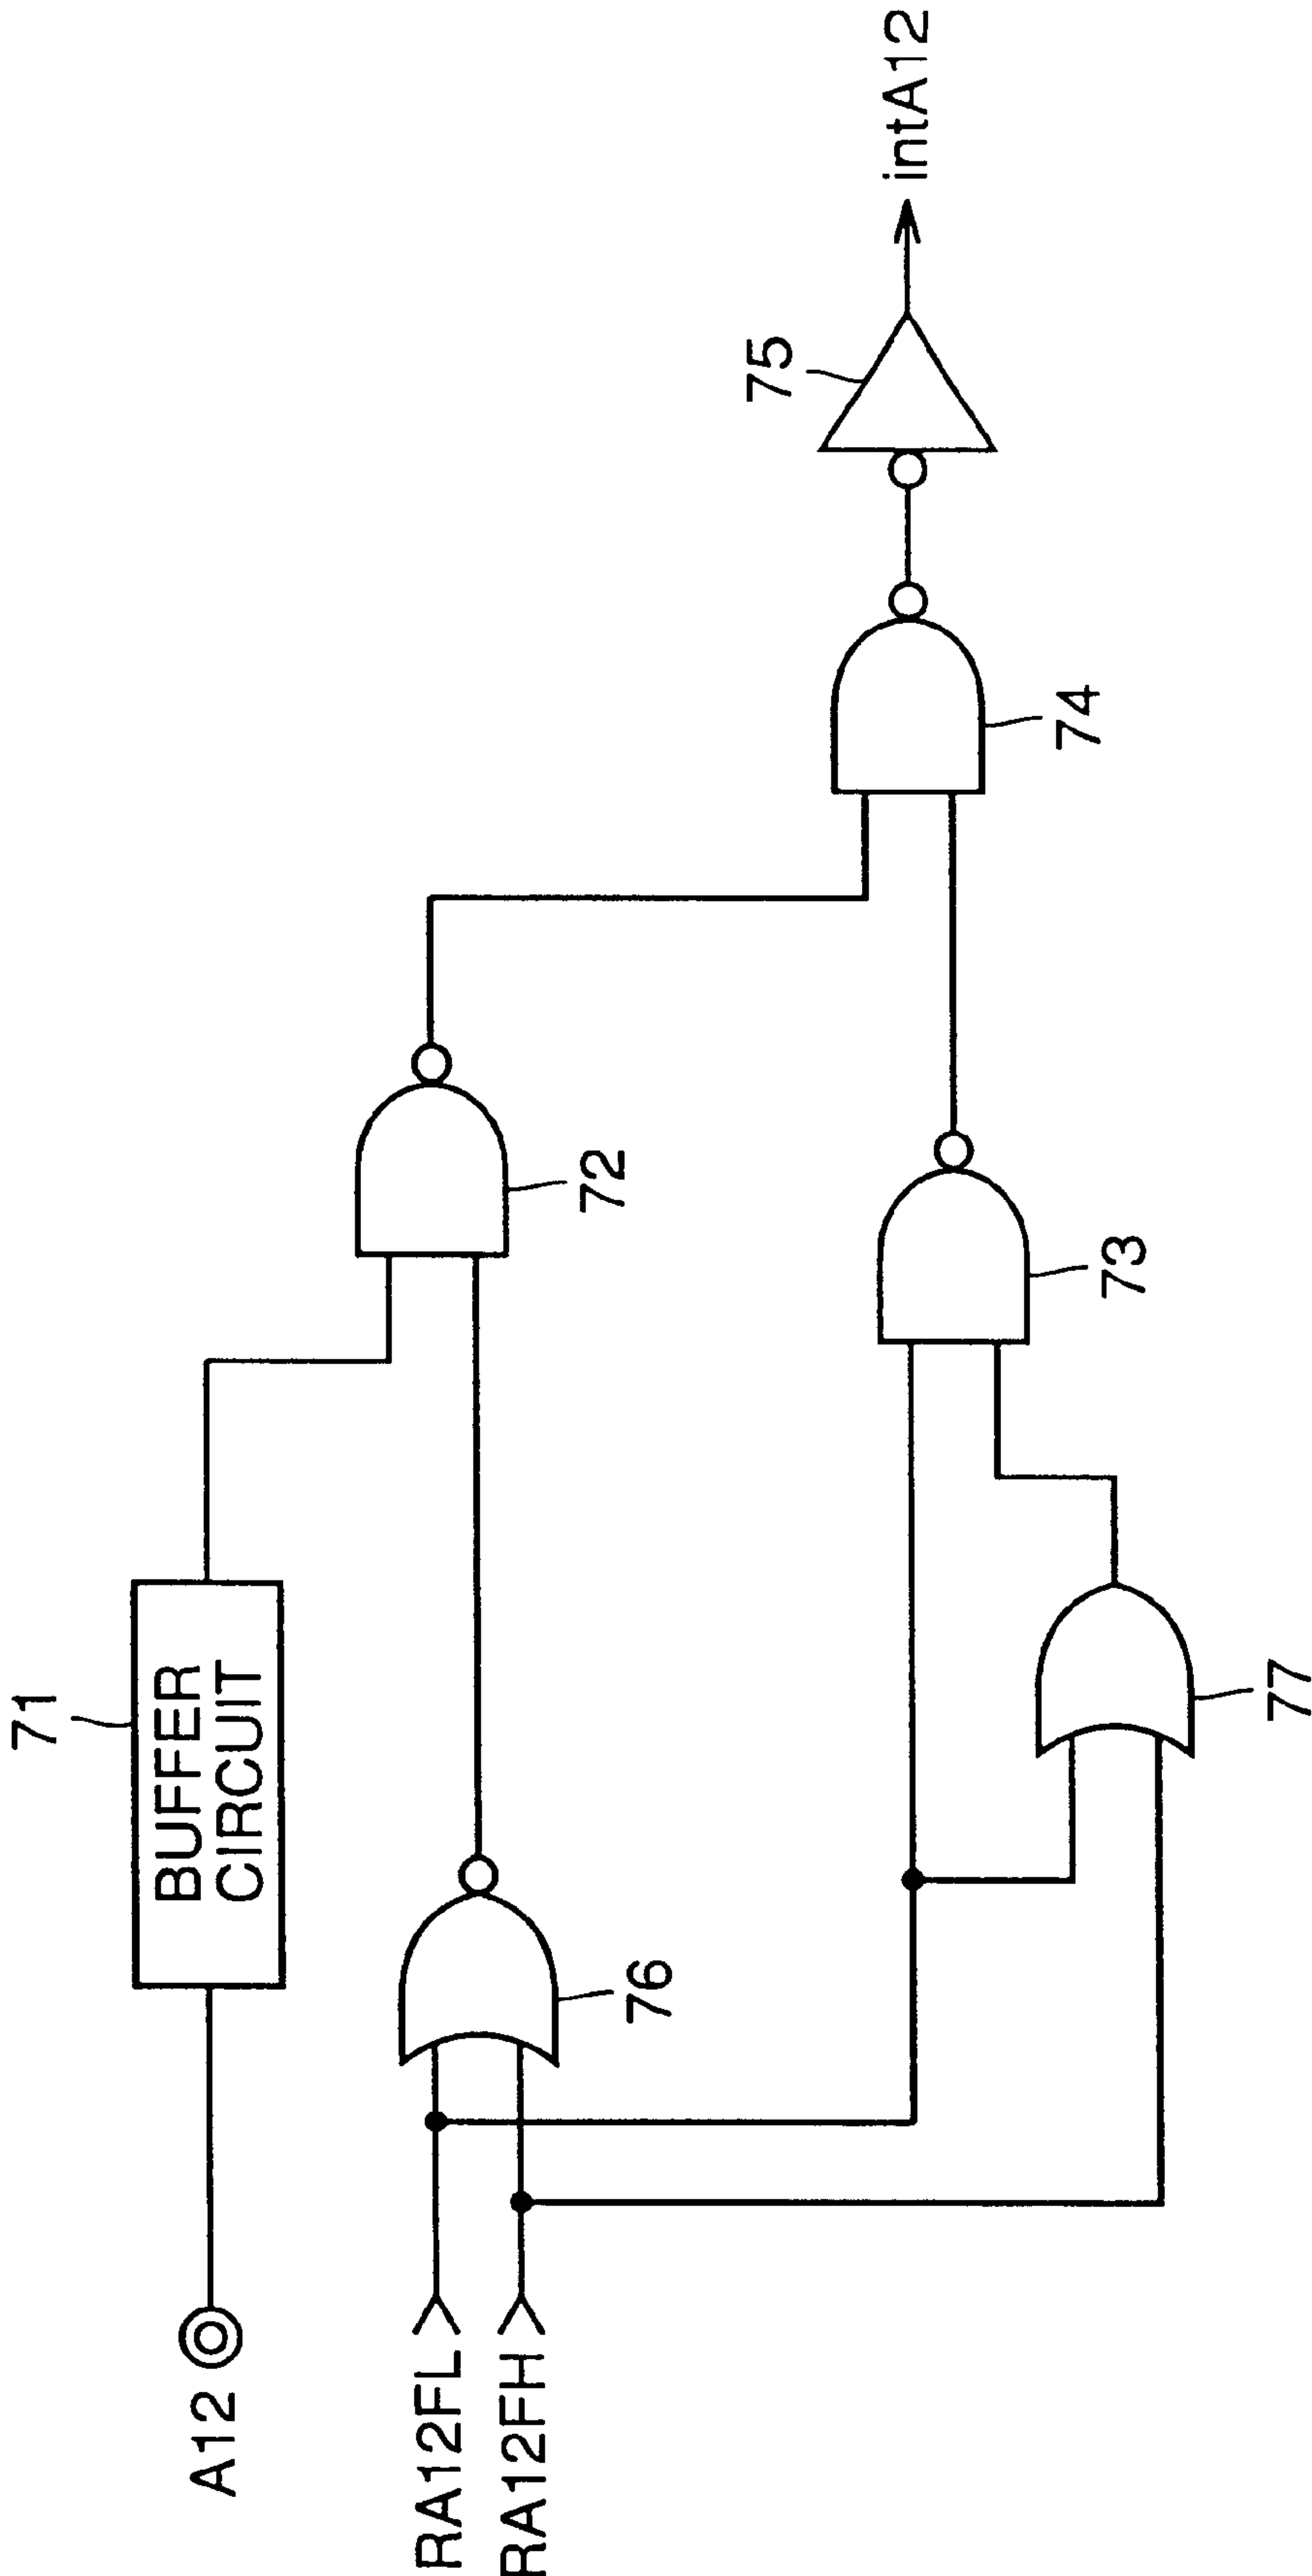 71
BUFFER
CIRCUIT
A12
RA12FL
RA12FH
76
72
77
73
74
75
intA12